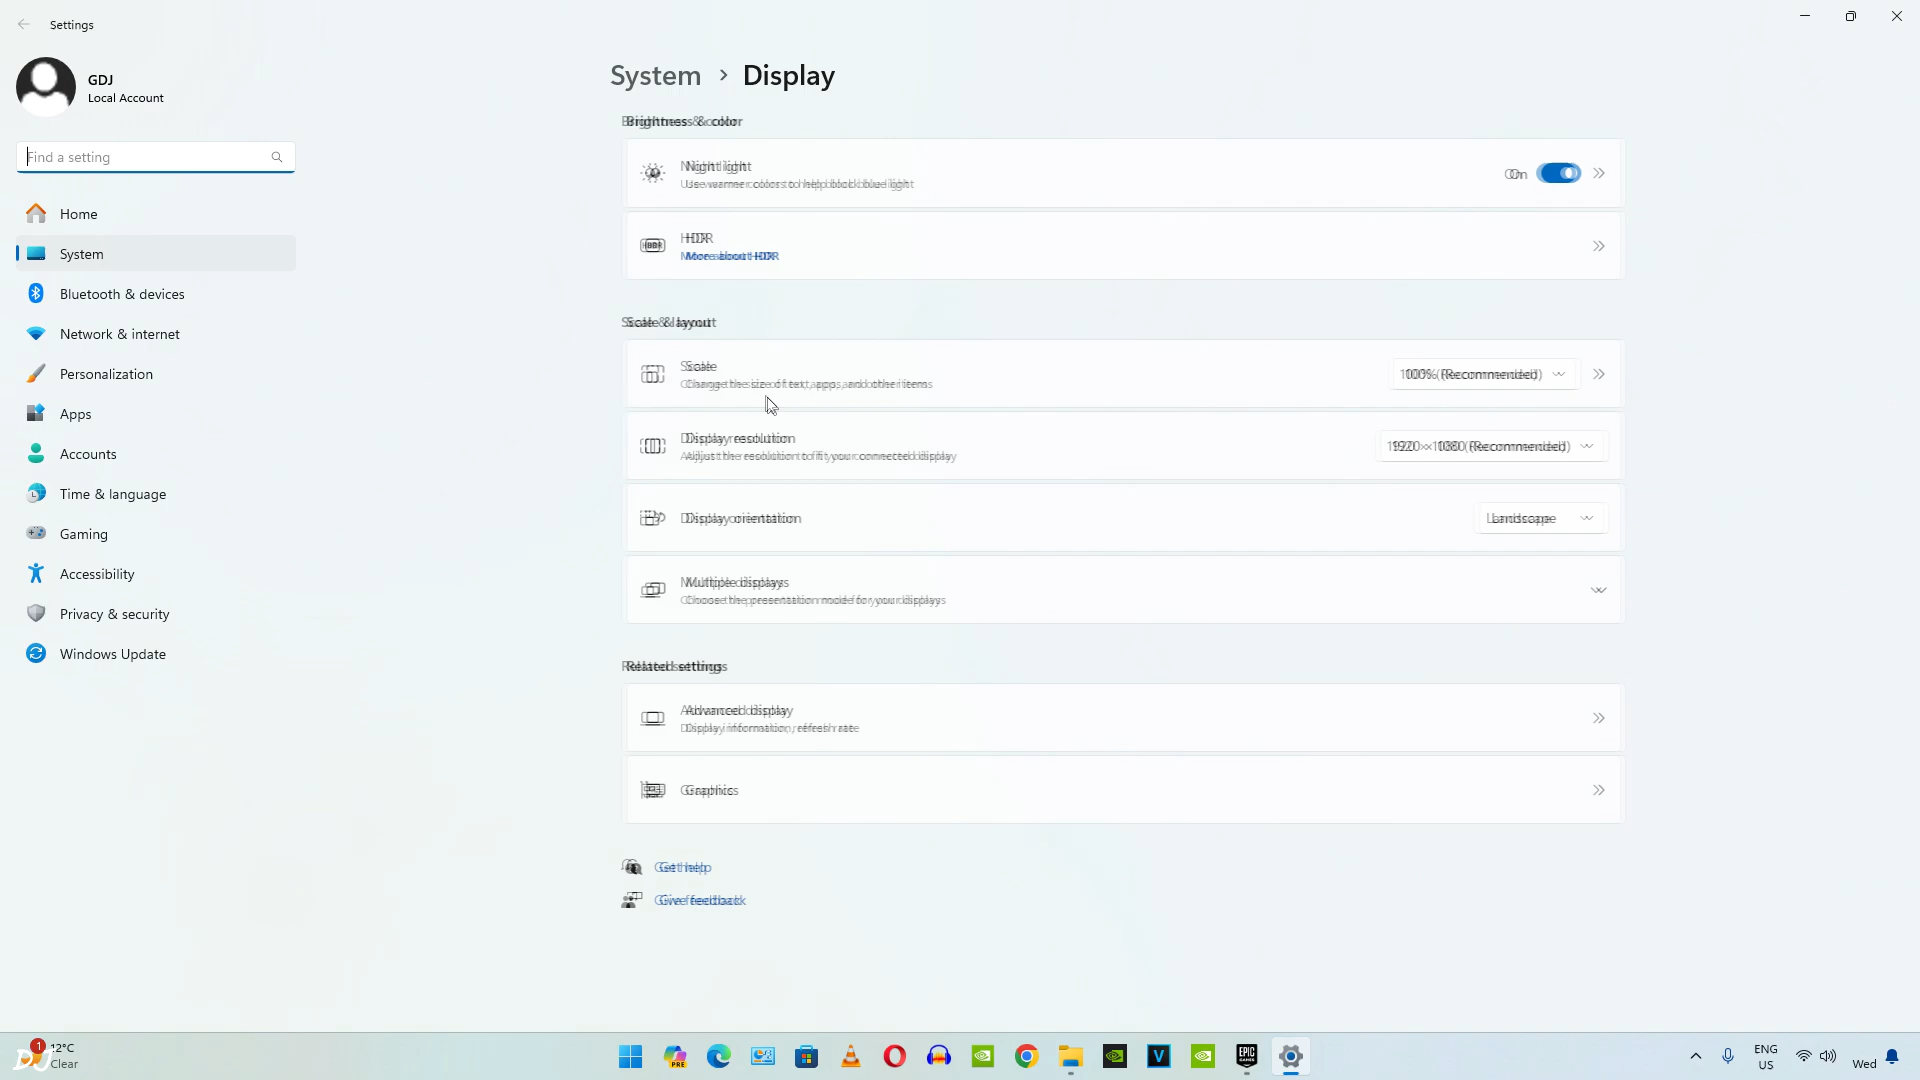 Settings
GDJ
Local Account
Find a setting
Home
System
Bluetooth & devices
Network & internet
Personalization
Apps
Accounts
Time & language
Gaming
Accessibility
Privacy & security
Windows Update
System > Display
Brightness & color
Night light
Use warmer colors to help block blue light
On
HDR
More about HDR
Scale & layout
Scale
Change the size of text, apps, and other items
100% (Recommended)
Display resolution
Adjust the resolution to fit your connected display
1920 × 1080 (Recommended)
Display orientation
Landscape
Multiple displays
Choose the presentation mode for your displays
Related settings
Advanced display
Display information, refresh rate
Graphics
Get help
Give feedback
1
12°C
Clear
DJ
PRE
V
EPIC
GAMES
ENG
US
Wed